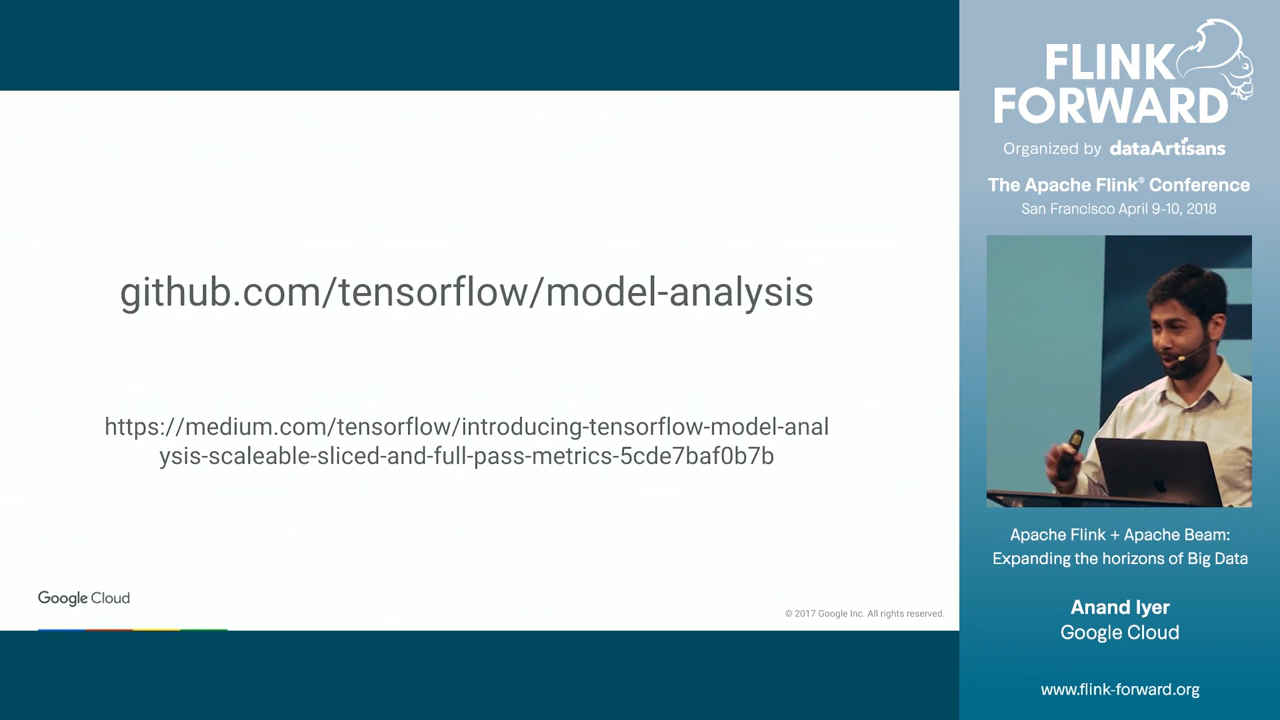 github.com/tensorflow/model-analysis
https://medium.com/tensorflow/introducing-tensorflow-model-anal
ysis-scaleable-sliced-and-full-pass-metrics-5cde7baf0b7b
Google Cloud
© 2017 Google Inc. All rights reserved.
FLINK
FORWARD
Organized by dataArtisans
The Apache Flink® Conference
San Francisco April 9-10, 2018
Apache Flink + Apache Beam:
Expanding the horizons of Big Data
Anand Iyer
Google Cloud
www.flink-forward.org